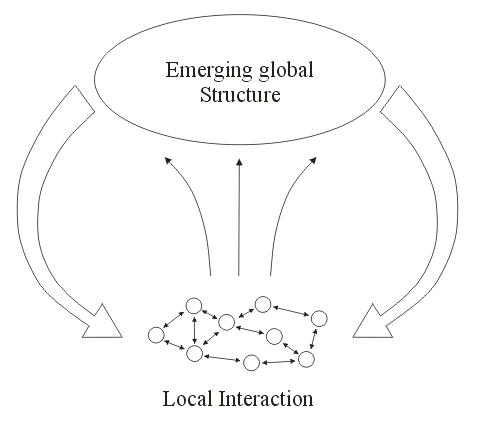 Emerging global
Structure
Local Interaction